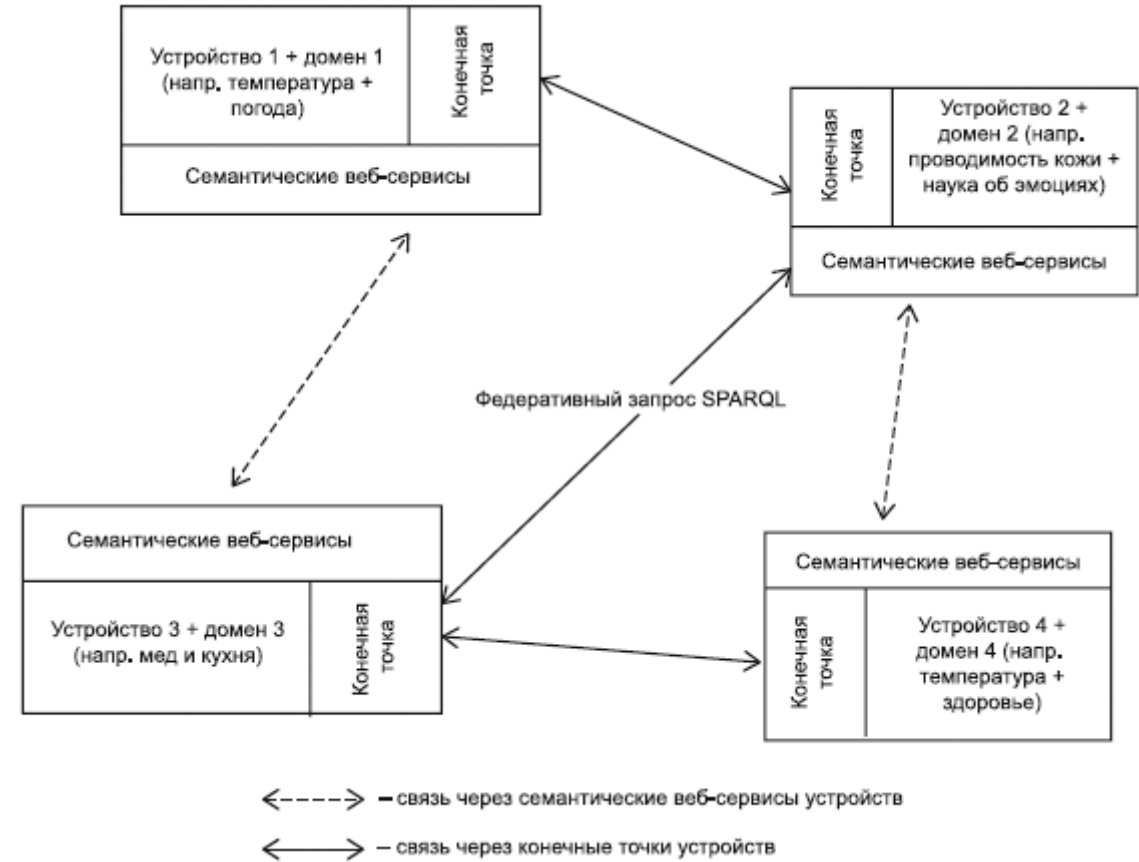 Устройство 1 + домен 1
(напр. температура +
погода)
Конечная
точка
Семантические веб-сервисы
Конечная
точка
Устройство 2 +
домен 2 (напр.
проводимость кожи +
наука об эмоциях)
Семантические веб-сервисы
Федеративный запрос SPARQL
Семантические веб-сервисы
Устройство 3 + домен 3
(напр. мед и кухня)
Конечная
точка
Семантические веб-сервисы
Конечная
точка
Устройство 4 +
домен 4 (напр.
температура +
здоровье)
– связь через семантические веб-сервисы устройств
– связь через конечные точки устройств